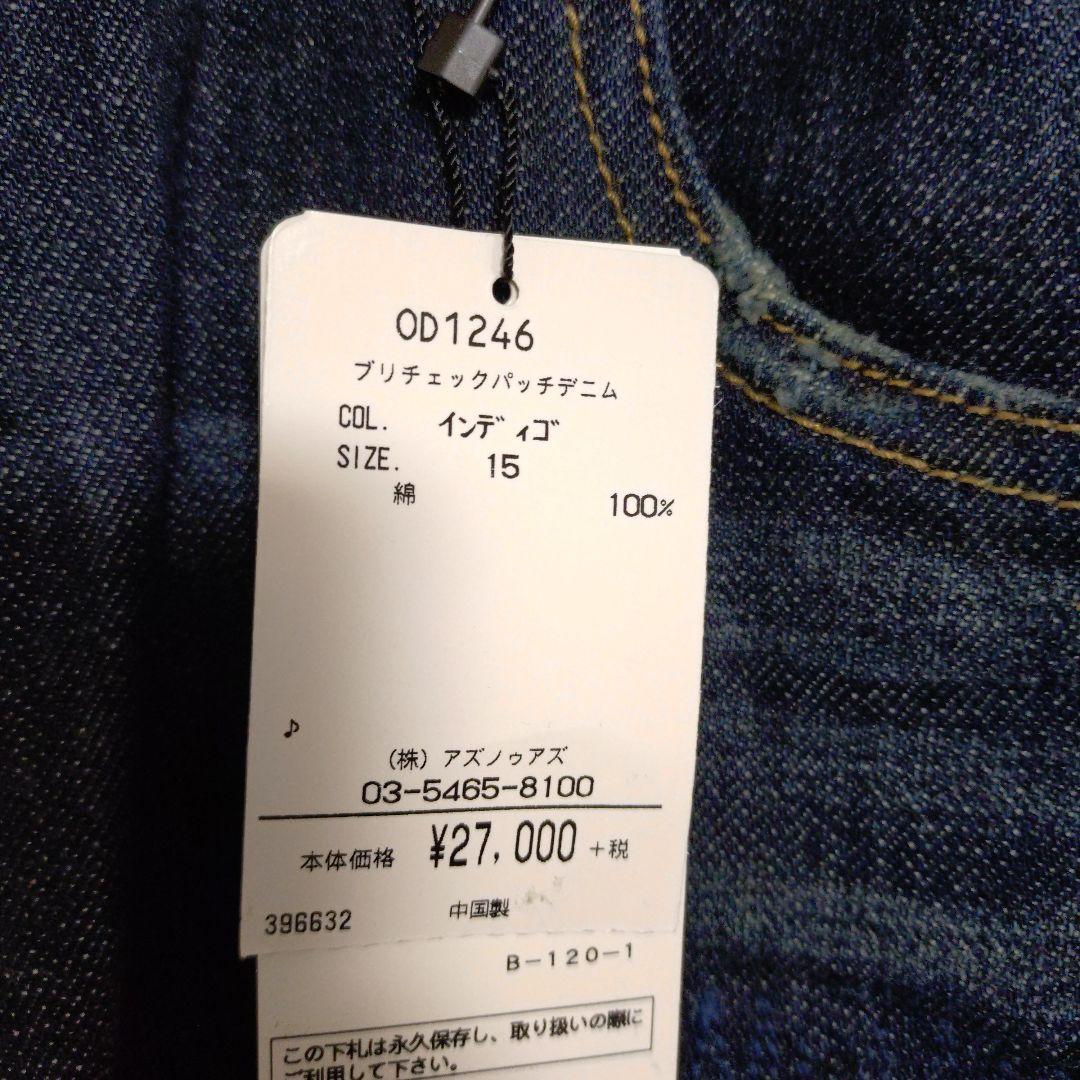 OD1246
ブリチェックパッチデニム
COL. インディゴ
SIZE. 15
綿 100%
♪
(株) アズノゥアズ
03-5465-8100
本体価格 ¥27,000 +税
396632 中国製
B-120-1
この下札は永久保存し、取り扱いの際に
ご利用して下さい。